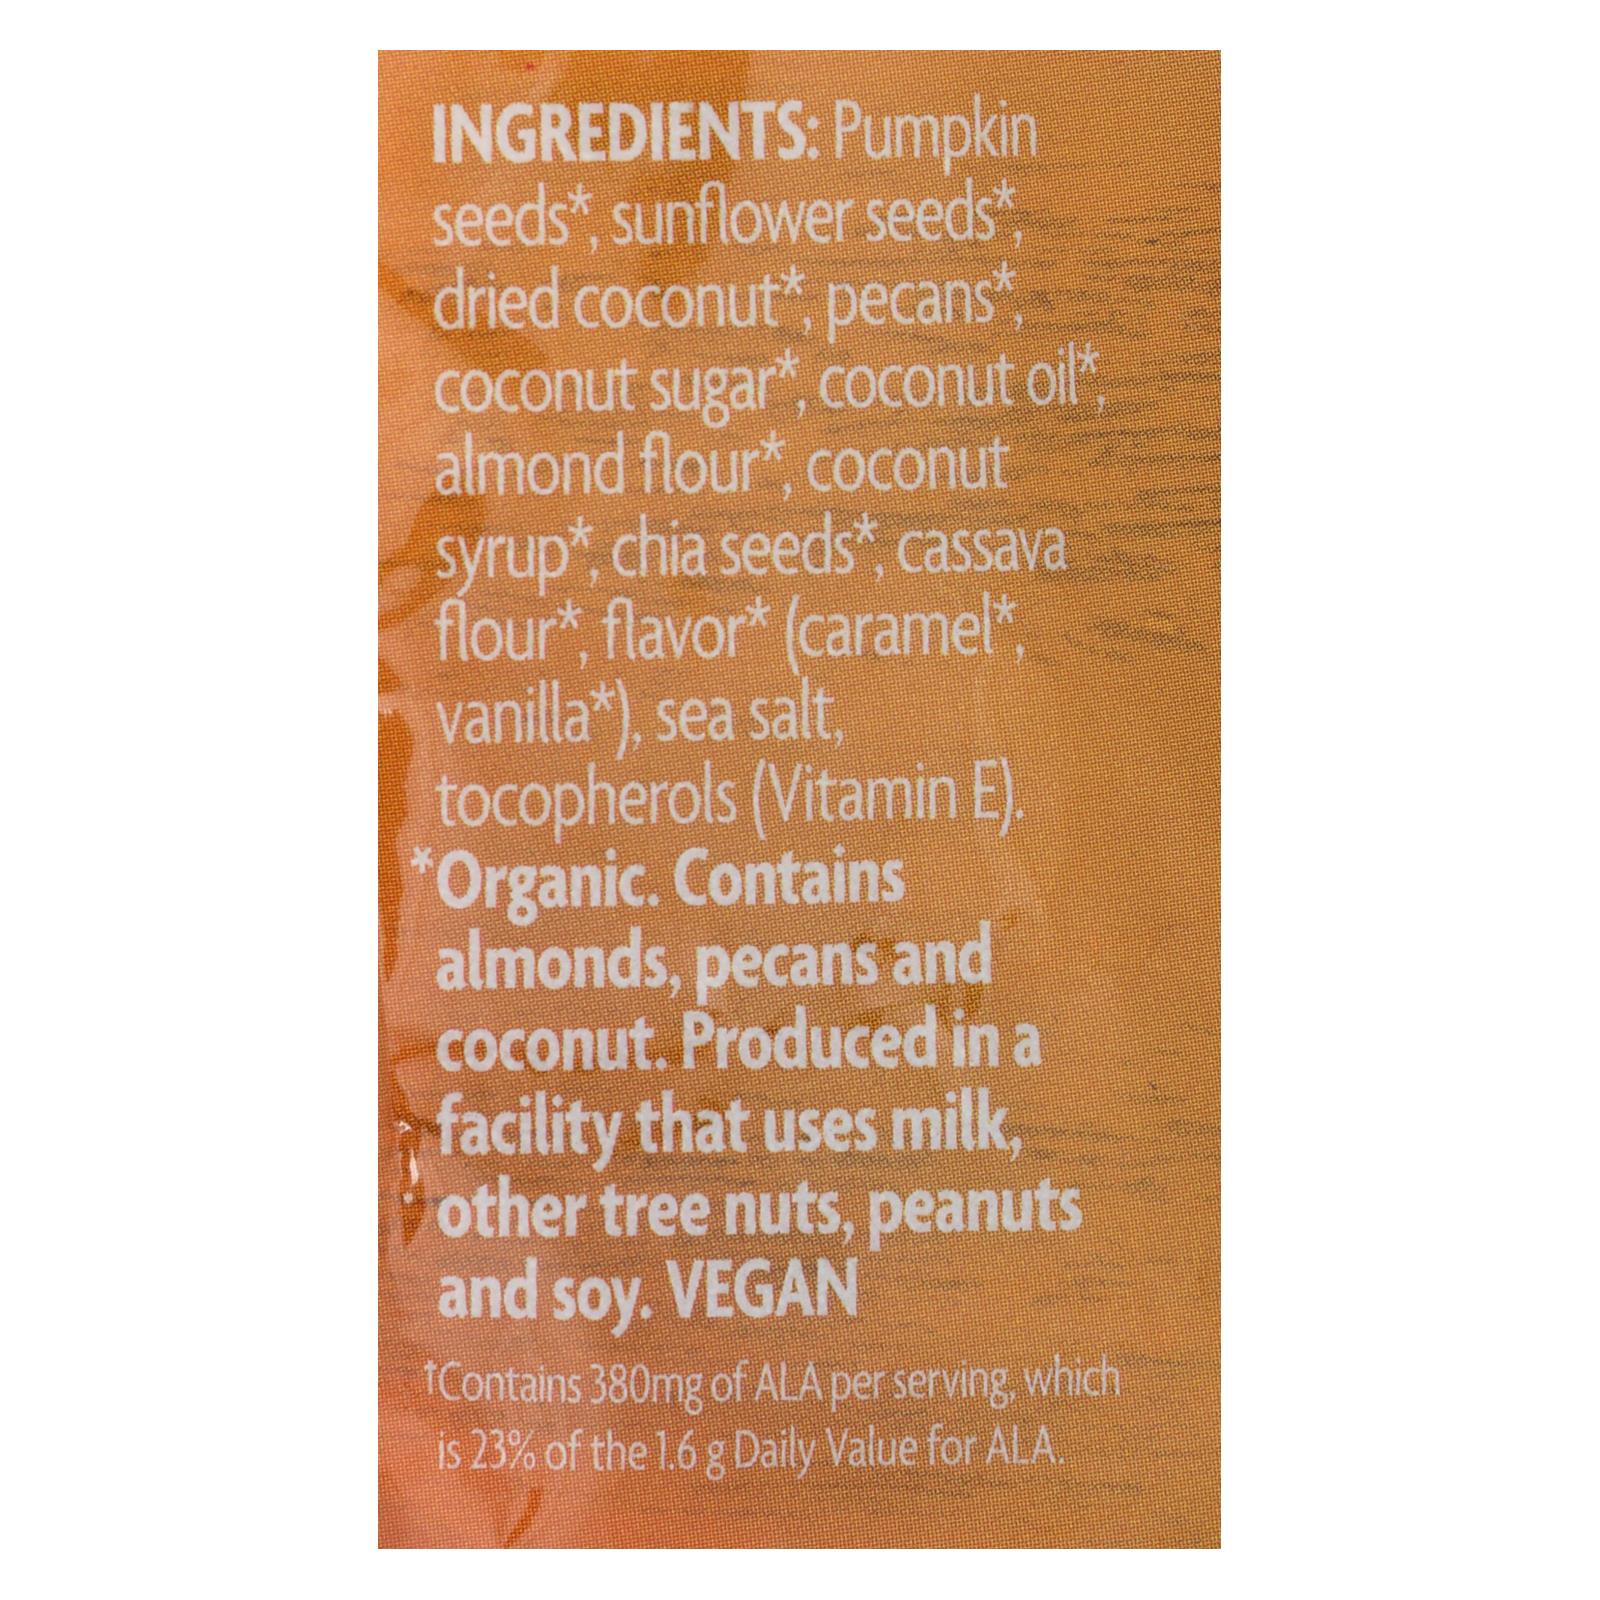 INGREDIENTS: Pumpkin
seeds*, sunflower seeds*,
dried coconut*, pecans*,
coconut sugar*, coconut oil*,
almond flour*, coconut
syrup*, chia seeds*, cassava
flour*, flavor* (caramel*,
vanilla*), sea salt,
tocopherols (Vitamin E).
*Organic. Contains
almonds, pecans and
coconut. Produced in a
facility that uses milk,
other tree nuts, peanuts
and soy. VEGAN
†Contains 380mg of ALA per serving, which
is 23% of the 1.6 g Daily Value for ALA.